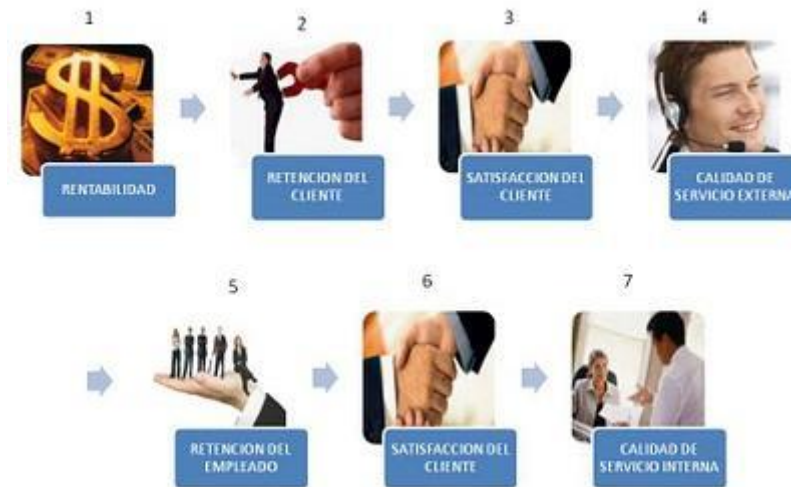 1
2
3
4
RENTABILIDAD
RETENCION DEL
CLIENTE
SATISFACCION DEL
CLIENTE
CALIDAD DE
SERVICIO EXTERNA
5
6
7
RETENCION DEL
EMPLEADO
SATISFACCION DEL
CLIENTE
CALIDAD DE
SERVICIO INTERNA